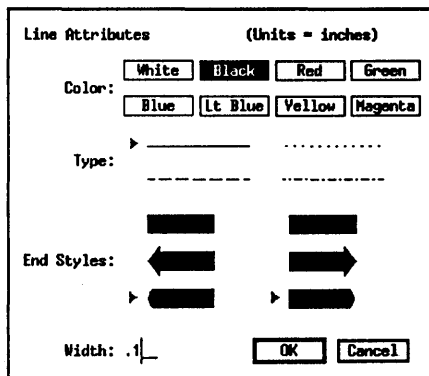 Line Attributes (Units = inches)
Color: White Black Red Green
Blue Lt Blue Yellow Magenta
Type:
End Styles:
Width: .1 OK Cancel